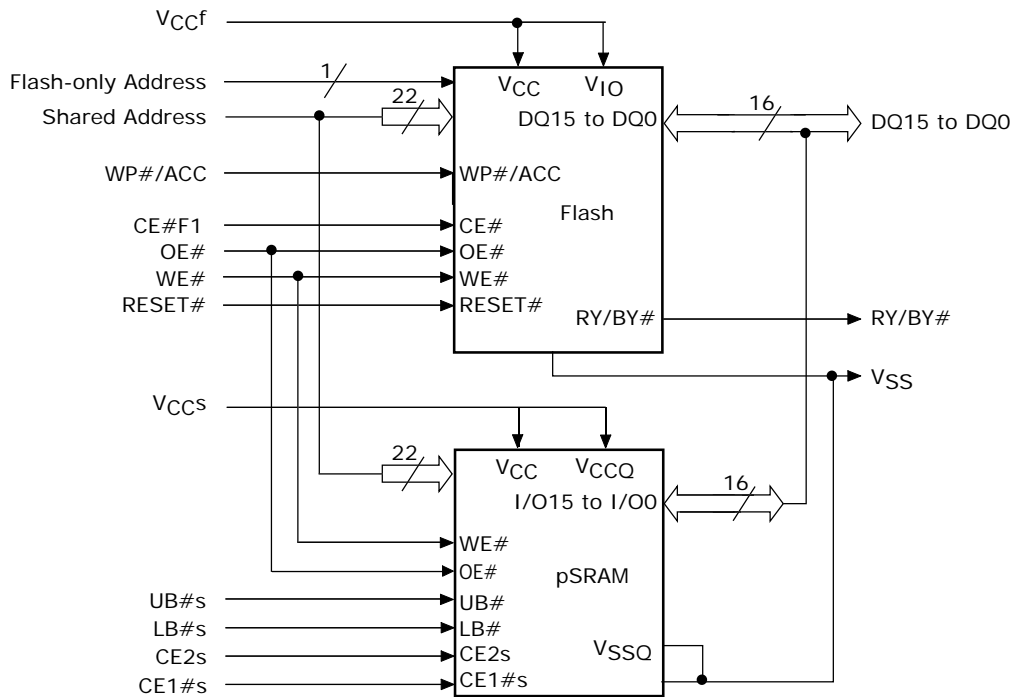 VCCf
Flash-only Address
1
VCC
VIO
Shared Address
22
DQ15 to DQ0
16
DQ15 to DQ0
WP#/ACC
WP#/ACC
Flash
CE#F1
CE#
OE#
OE#
WE#
WE#
RESET#
RESET#
RY/BY#
RY/BY#
VSS
VCCs
22
VCC
VCCQ
I/O15 to I/O0
16
WE#
OE#
pSRAM
UB#s
UB#
LB#s
LB#
CE2s
CE2s
VSSQ
CE1#s
CE1#s